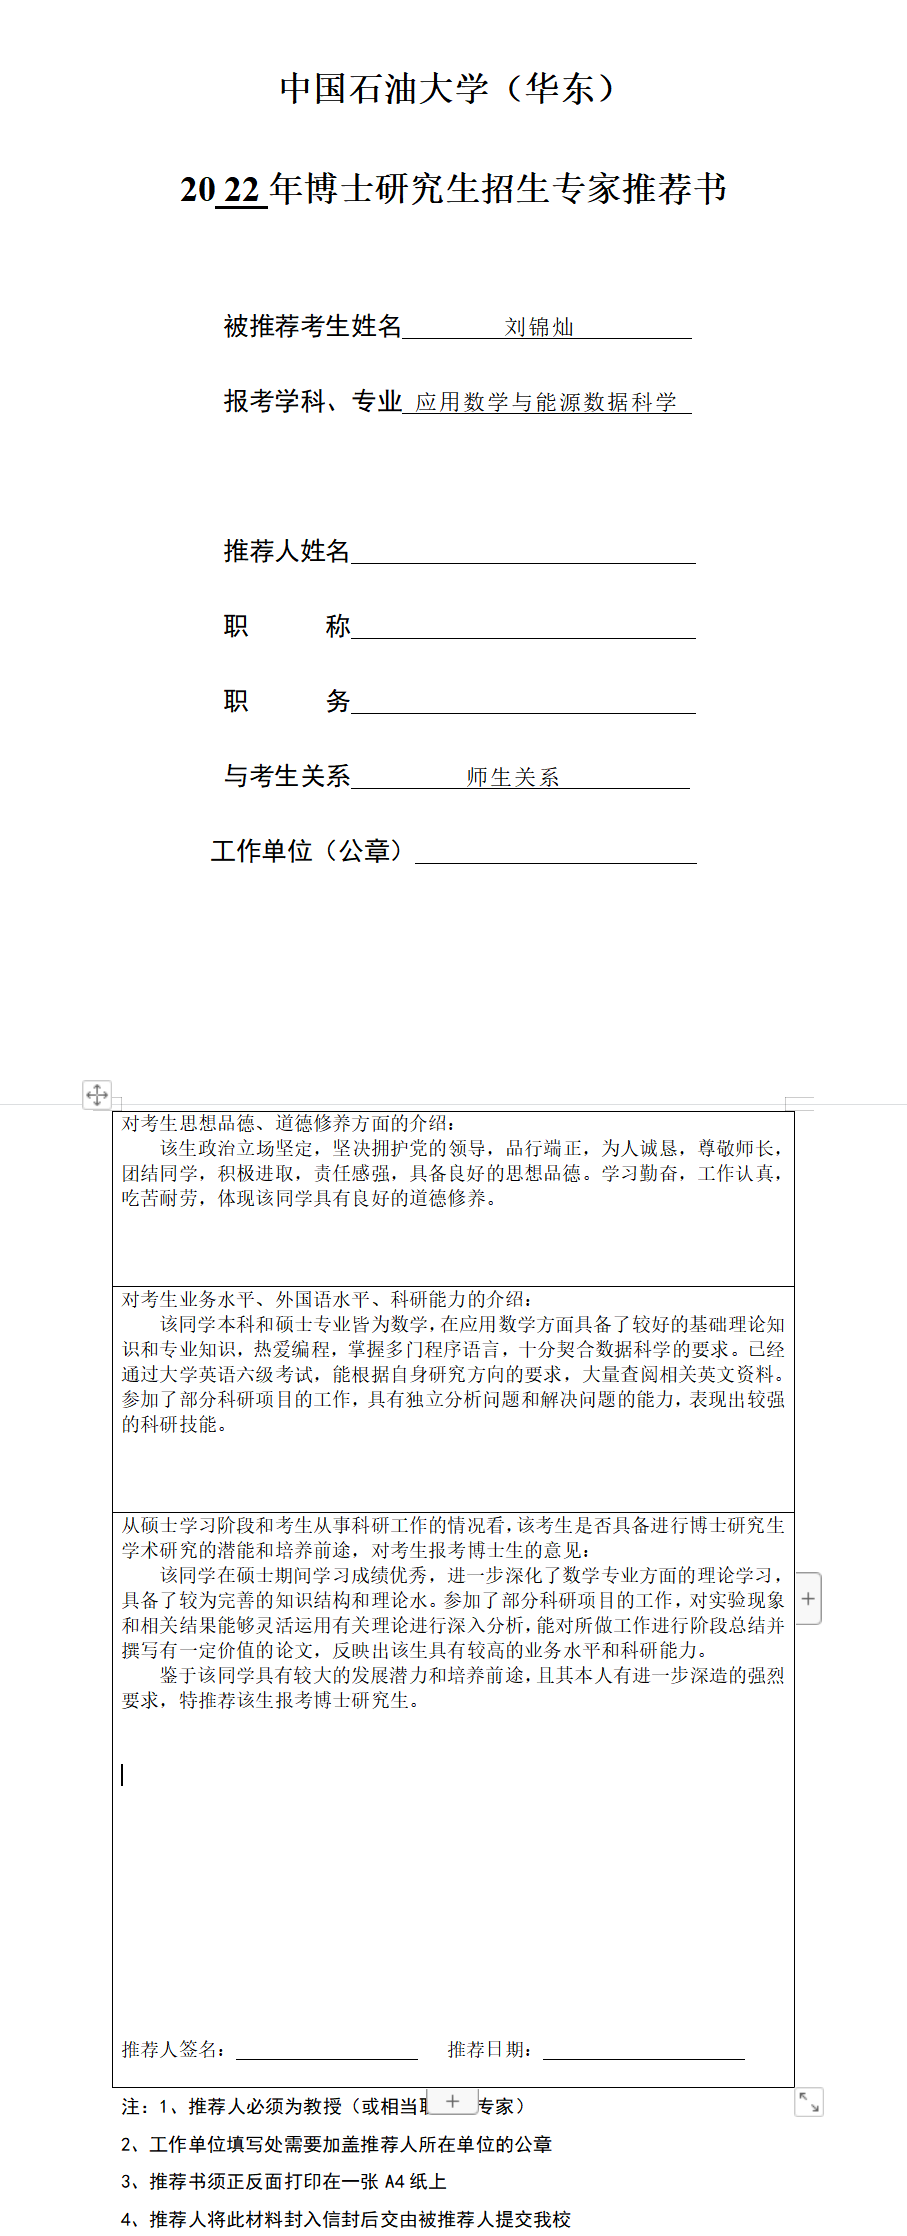 中国石油大学（华东）
20 22 年博士研究生招生专家推荐书
被推荐考生姓名 刘锦灿
报考学科、专业 应用数学与能源数据科学
推荐人姓名
职 称
职 务
与考生关系 师生关系
工作单位（公章）
对考生思想品德、道德修养方面的介绍：
该生政治立场坚定，坚决拥护党的领导，品行端正，为人诚恳，尊敬师长，
团结同学，积极进取，责任感强，具备良好的思想品德。学习勤奋，工作认真，
吃苦耐劳，体现该同学具有良好的道德修养。
对考生业务水平、外国语水平、科研能力的介绍：
该同学本科和硕士专业皆为数学，在应用数学方面具备了较好的基础理论知
识和专业知识，热爱编程，掌握多门程序语言，十分契合数据科学的要求。已经
通过大学英语六级考试，能根据自身研究方向的要求，大量查阅相关英文资料。
参加了部分科研项目的工作，具有独立分析问题和解决问题的能力，表现出较强
的科研技能。
从硕士学习阶段和考生从事科研工作的情况看，该考生是否具备进行博士研究生
学术研究的潜能和培养前途，对考生报考博士生的意见：
该同学在硕士期间学习成绩优秀，进一步深化了数学专业方面的理论学习，
具备了较为完善的知识结构和理论水。参加了部分科研项目的工作，对实验现象
和相关结果能够灵活运用有关理论进行深入分析，能对所做工作进行阶段总结并
撰写有一定价值的论文，反映出该生具有较高的业务水平和科研能力。
鉴于该同学具有较大的发展潜力和培养前途，且其本人有进一步深造的强烈
要求，特推荐该生报考博士研究生。
推荐人签名： 推荐日期：
注：1、推荐人必须为教授（或相当 专家）
2、工作单位填写处需要加盖推荐人所在单位的公章
3、推荐书须正反面打印在一张 A4 纸上
4、推荐人将此材料封入信封后交由被推荐人提交我校